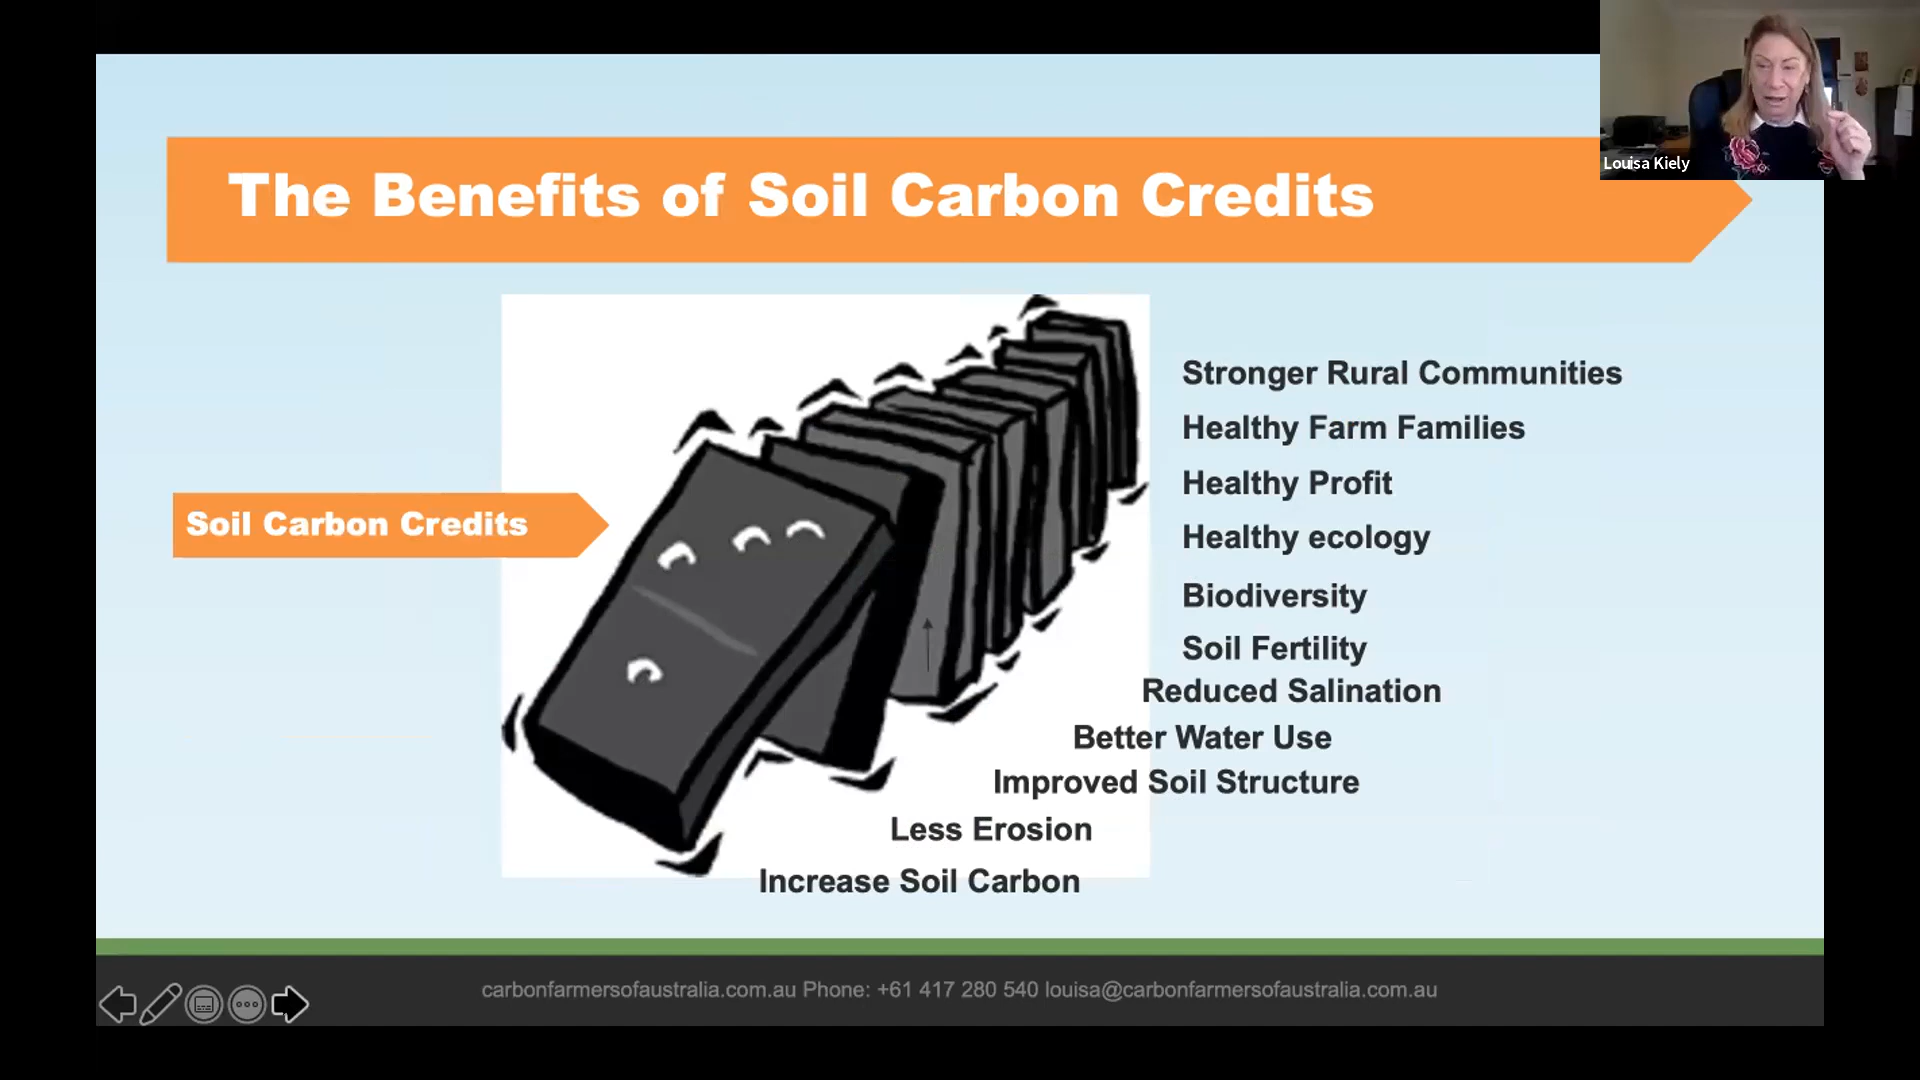 Louisa Kiely
The Benefits of Soil Carbon Credits
Soil Carbon Credits
Stronger Rural Communities
Healthy Farm Families
Healthy Profit
Healthy ecology
Biodiversity
Soil Fertility
Reduced Salination
Better Water Use
Improved Soil Structure
Less Erosion
Increase Soil Carbon
carbonfarmersofaustralia.com.au Phone: +61 417 280 540 louisa@carbonfarmersofaustralia.com.au